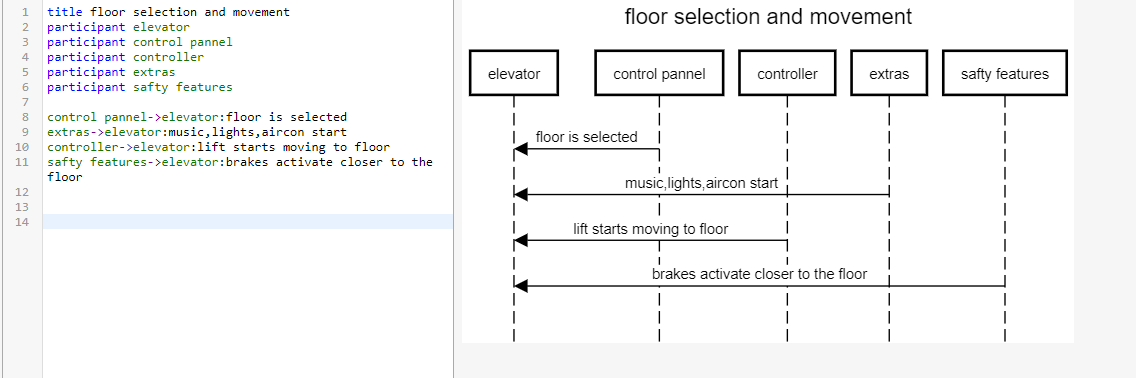 1 title floor selection and movement
2 participant elevator
3 participant control pannel
4 participant controller
5 participant extras
6 participant safty features
7
8 control pannel->elevator:floor is selected
9 extras->elevator:music,lights,aircon start
10 controller->elevator:lift starts moving to floor
11 safty features->elevator:brakes activate closer to the
floor
12
13
14
floor selection and movement
elevator control pannel controller extras safty features
floor is selected
music,lights,aircon start
lift starts moving to floor
brakes activate closer to the floor